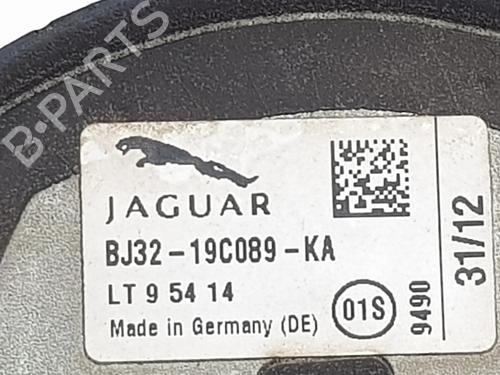 B-PARTS
JAGUAR
BJ32-19C089-KA
LT 9 54 14
Made in Germany (DE)
01S
9490
31/12